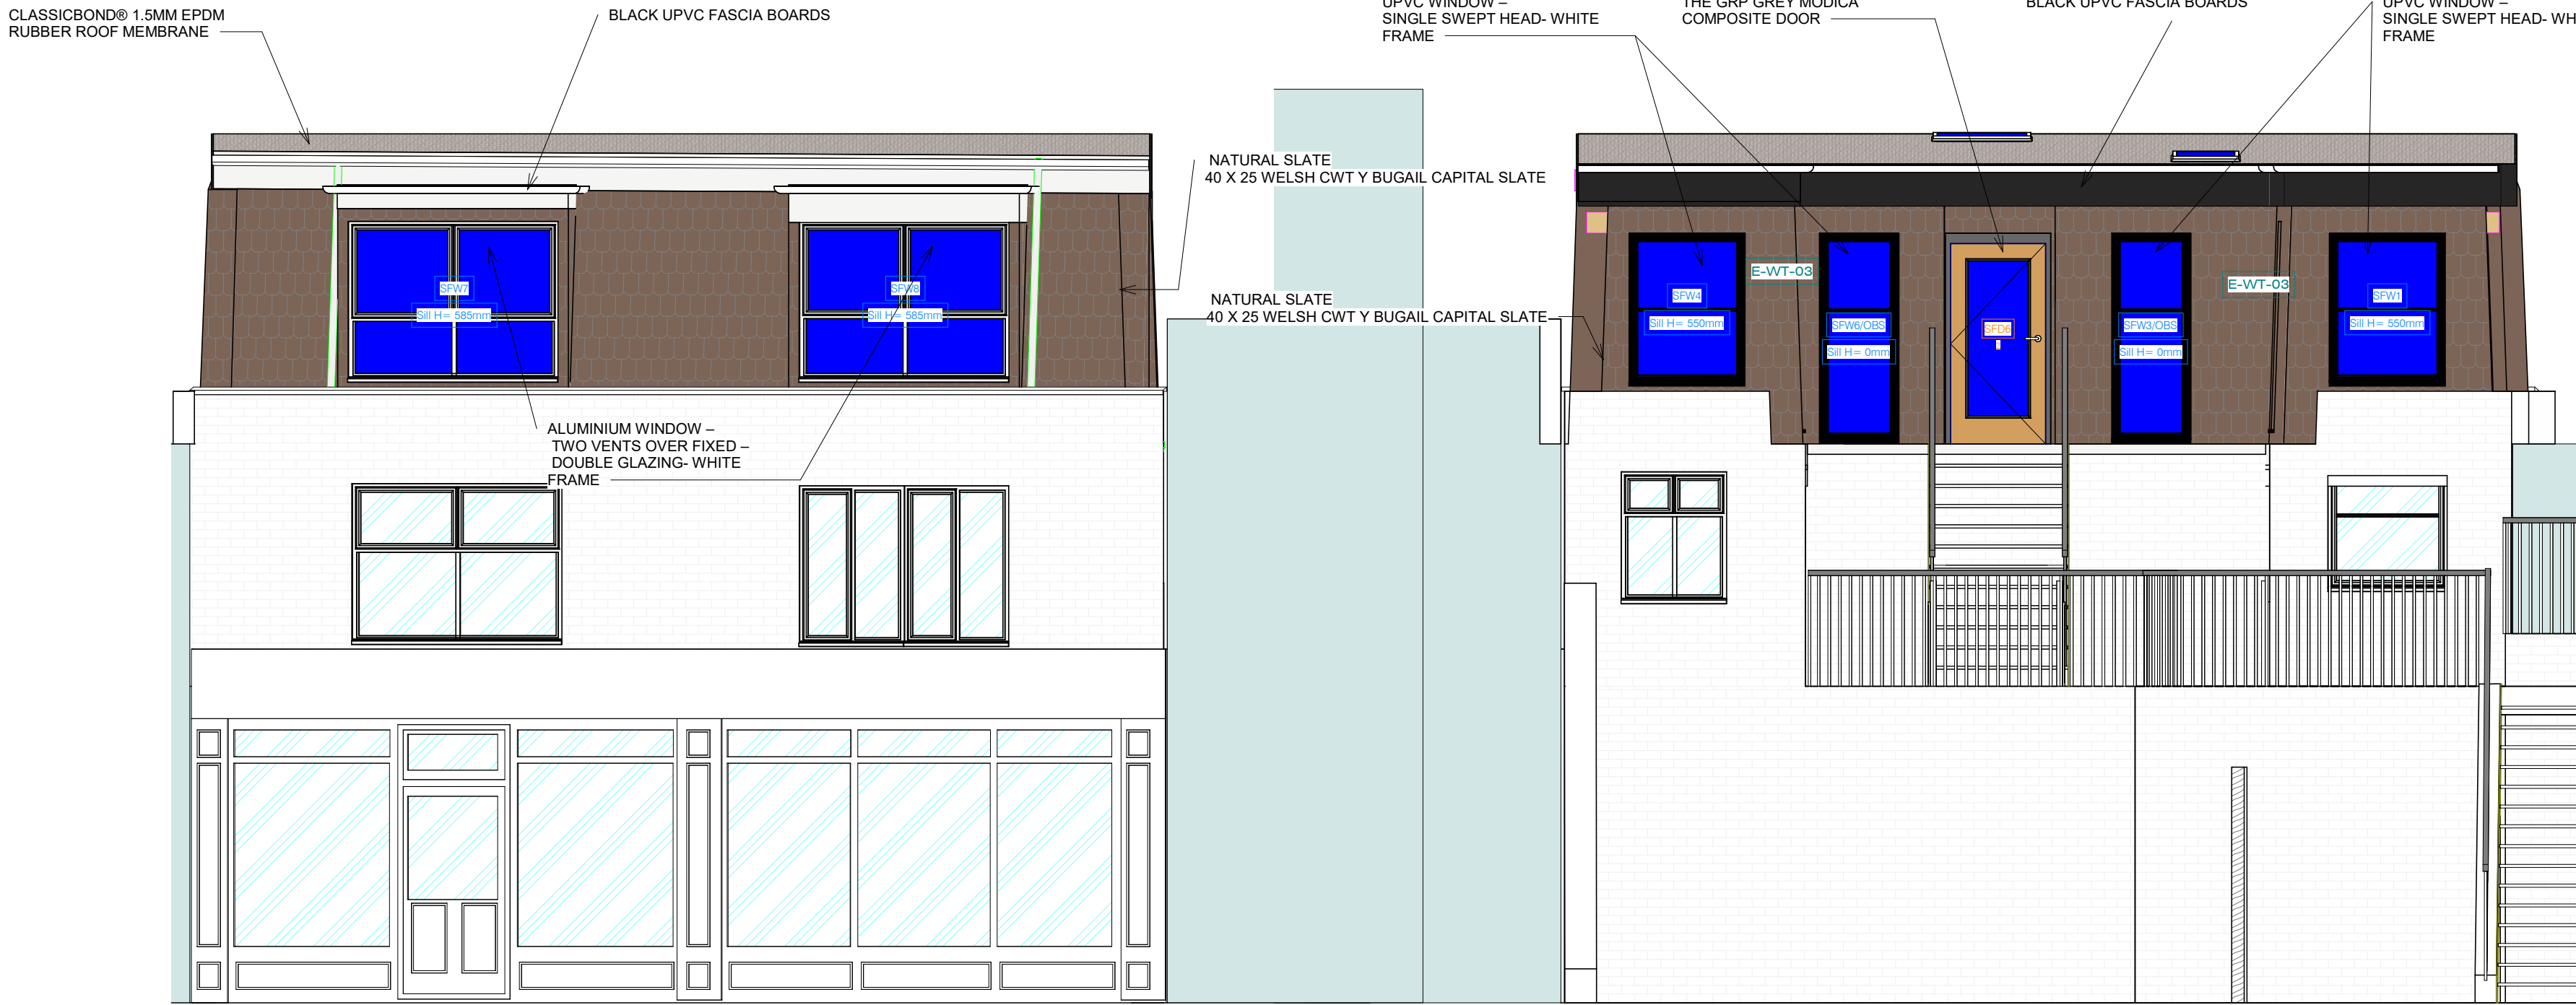 CLASSICBOND® 1.5MM EPDM
RUBBER ROOF MEMBRANE
BLACK UPVC FASCIA BOARDS
UPVC WINDOW –
SINGLE SWEPT HEAD- WHITE
FRAME
THE GRP GREY MODICA
COMPOSITE DOOR
BLACK UPVC FASCIA BOARDS
UPVC WINDOW –
SINGLE SWEPT HEAD- WH
FRAME
NATURAL SLATE
40 X 25 WELSH CWT Y BUGAIL CAPITAL SLATE
NATURAL SLATE
40 X 25 WELSH CWT Y BUGAIL CAPITAL SLATE
SFW7
Sill H= 585mm
SFW8
Sill H= 585mm
ALUMINIUM WINDOW –
TWO VENTS OVER FIXED –
DOUBLE GLAZING- WHITE
FRAME
SFW4
Sill H= 550mm
E-WT-03
SFW6/OBS
Sill H= 0mm
SFD6
SFW3/OBS
Sill H= 0mm
E-WT-03
SFW1
Sill H= 550mm